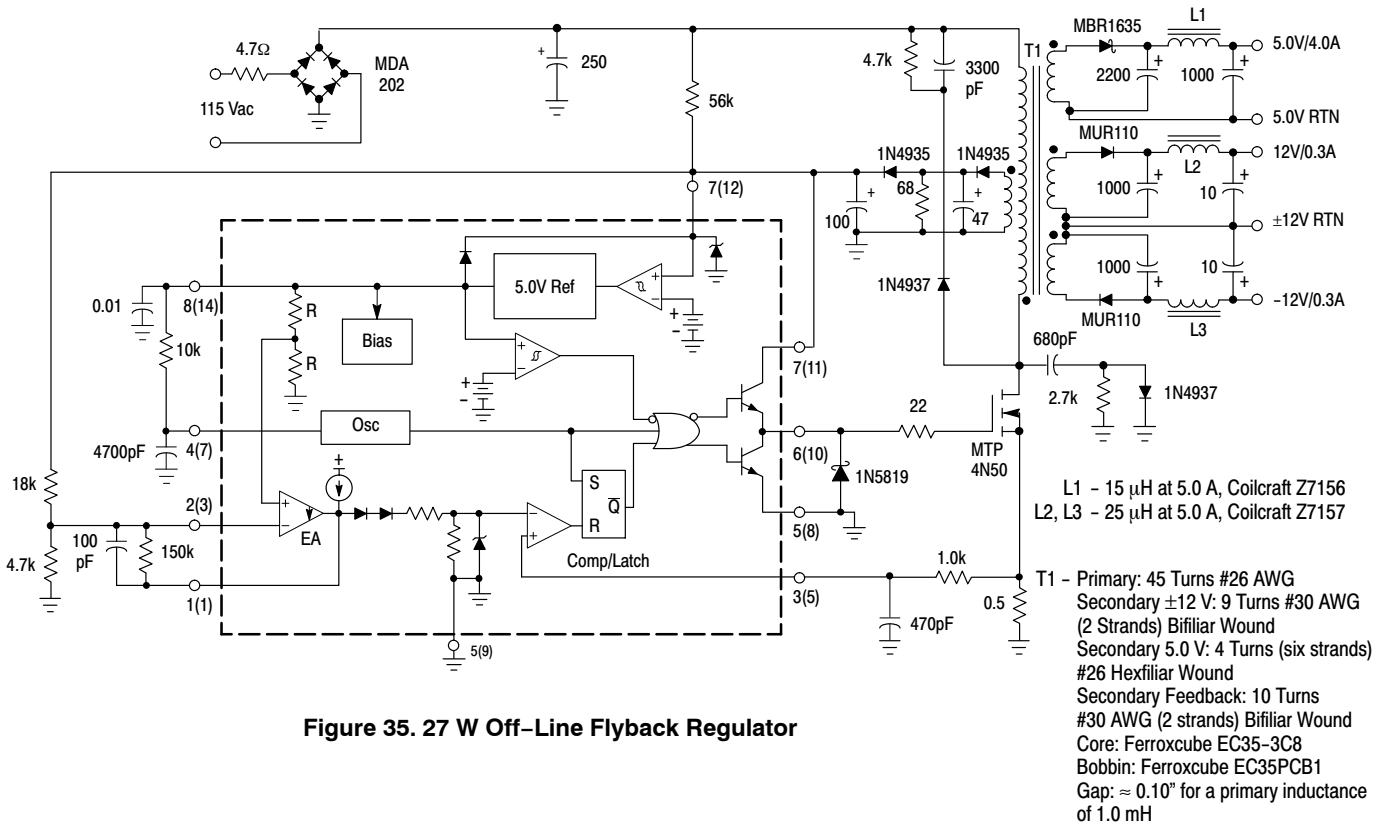 4.7Ω
MDA
202
115 Vac
+
250
56k
4.7k
3300
pF
T1
MBR1635
L1
+
2200
+
1000
5.0V/4.0A
5.0V RTN
MUR110
L2
12V/0.3A
+
1000
+
10
±12V RTN
1000
+
10
+
MUR110
L3
−12V/0.3A
1N4935
1N4935
7(12)
+
100
68
+
47
1N4937
680pF
2.7k
1N4937
0.01
8(14)
R
R
Bias
5.0V Ref
+
−
+
−
+
−
+
−
7(11)
10k
Osc
4(7)
4700pF
6(10)
22
MTP
4N50
1N5819
5(8)
18k
2(3)
+
+
−
EA
S
Q
R
−
+
Comp/Latch
100
pF
150k
4.7k
1(1)
3(5)
1.0k
470pF
0.5
5(9)
L1 − 15 μH at 5.0 A, Coilcraft Z7156
L2, L3 − 25 μH at 5.0 A, Coilcraft Z7157
T1 − Primary: 45 Turns #26 AWG
Secondary ±12 V: 9 Turns #30 AWG
(2 Strands) Bifiliar Wound
Secondary 5.0 V: 4 Turns (six strands)
#26 Hexfiliar Wound
Secondary Feedback: 10 Turns
#30 AWG (2 strands) Bifiliar Wound
Core: Ferroxcube EC35−3C8
Bobbin: Ferroxcube EC35PCB1
Gap: ≈ 0.10” for a primary inductance
of 1.0 mH
Figure 35. 27 W Off−Line Flyback Regulator